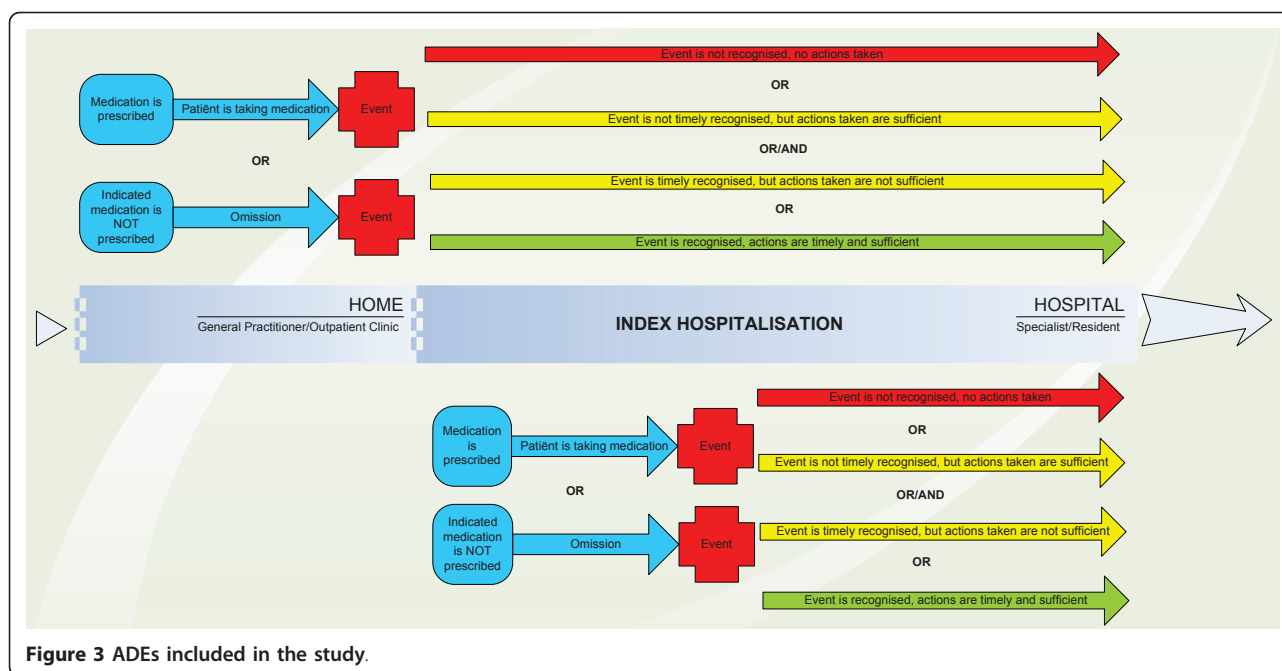 Event is not recognised, no actions taken
OR
Medication is
prescribed
Patiënt is taking medication
Event
Event is not timely recognised, but actions taken are sufficient
OR
OR/AND
Event is timely recognised, but actions taken are not sufficient
OR
Indicated
medication is
NOT
prescribed
Omission
Event
Event is recognised, actions are timely and sufficient
HOME
General Practitioner/Outpatient Clinic
INDEX HOSPITALISATION
HOSPITAL
Specialist/Resident
Event is not recognised, no actions taken
OR
Medication
is
prescribed
Patiënt is taking medication
Event
Event is not timely recognised, but actions taken are sufficient
OR
OR/AND
Event is timely recognised, but actions taken are not sufficient
OR
Indicated
medication
is NOT
prescribed
Omission
Event
Event is recognised, actions are timely and sufficient
Figure 3 ADEs included in the study.